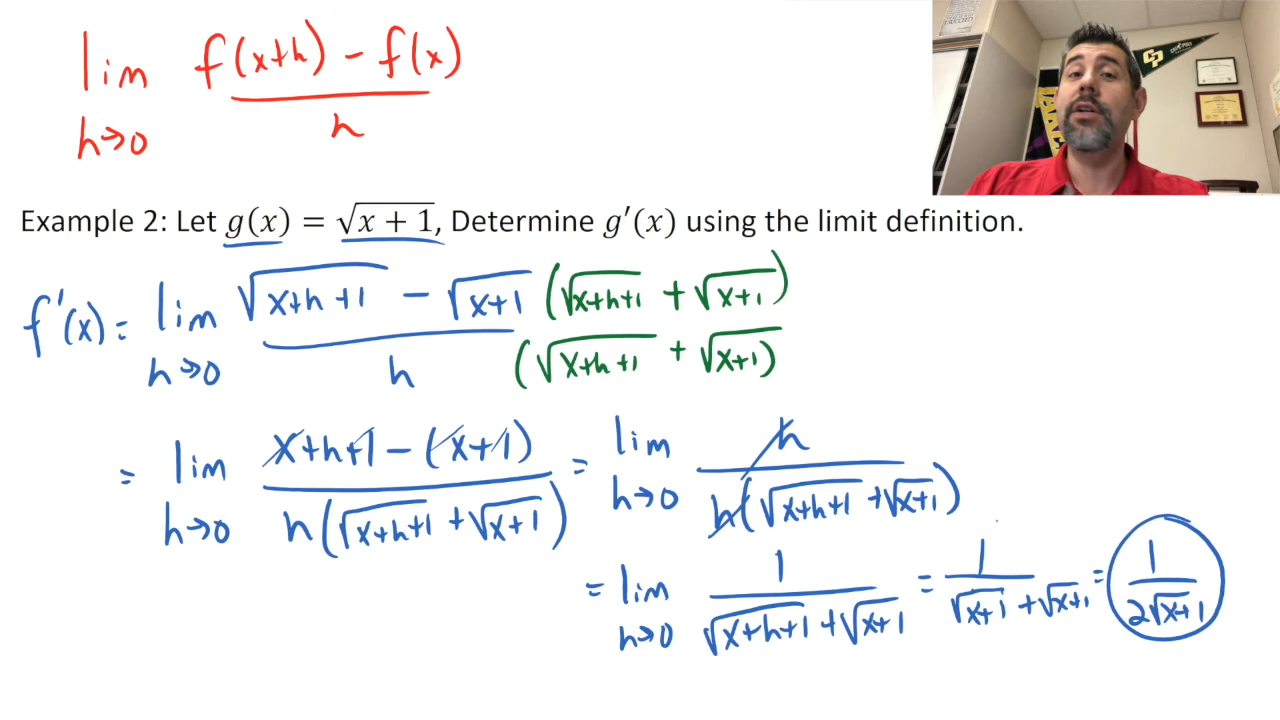 lim f(x+h) - f(x)
h→0 h
Example 2: Let g(x) = √(x + 1), Determine g′(x) using the limit definition.
f'(x) = lim √(x+h+1) - √(x+1) (√(x+h+1) + √(x+1))
h→0 h (√(x+h+1) + √(x+1))
= lim x+h+1 - (x+1) = lim h
h→0 h(√(x+h+1) + √(x+1)) h→0 h(√(x+h+1) + √(x+1))
= lim 1 = 1 = 1
h→0 √(x+h+1) + √(x+1) √(x+1) + √(x+1) 2√(x+1)
CP